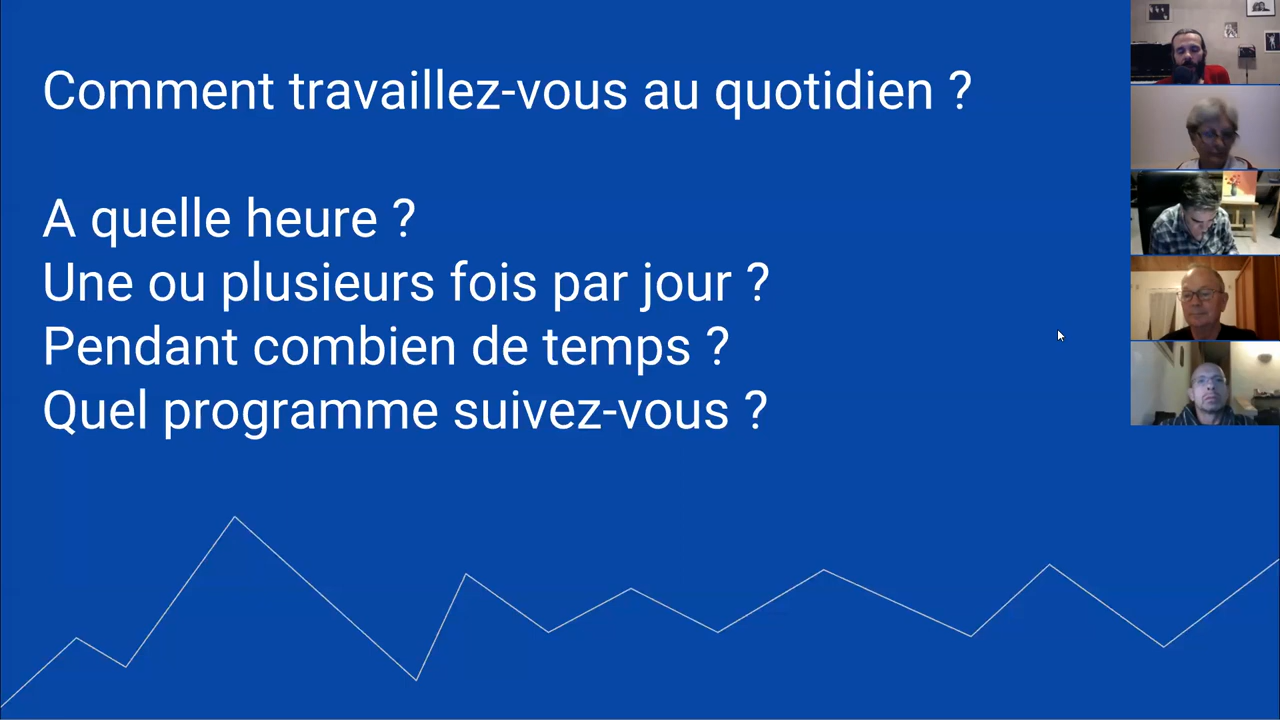 Comment travaillez-vous au quotidien ?
A quelle heure ?
Une ou plusieurs fois par jour ?
Pendant combien de temps ?
Quel programme suivez-vous ?